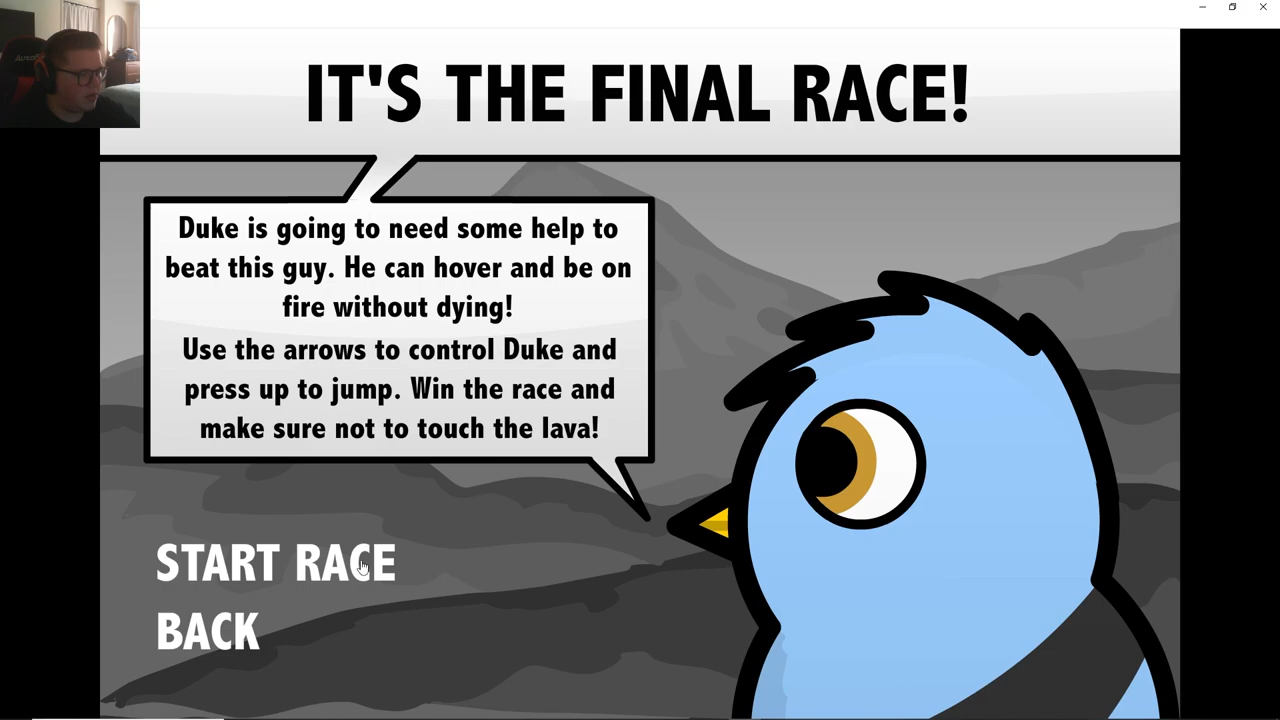 IT'S THE FINAL RACE!
Duke is going to need some help to
beat this guy. He can hover and be on
fire without dying!
Use the arrows to control Duke and
press up to jump. Win the race and
make sure not to touch the lava!
START RACE
BACK